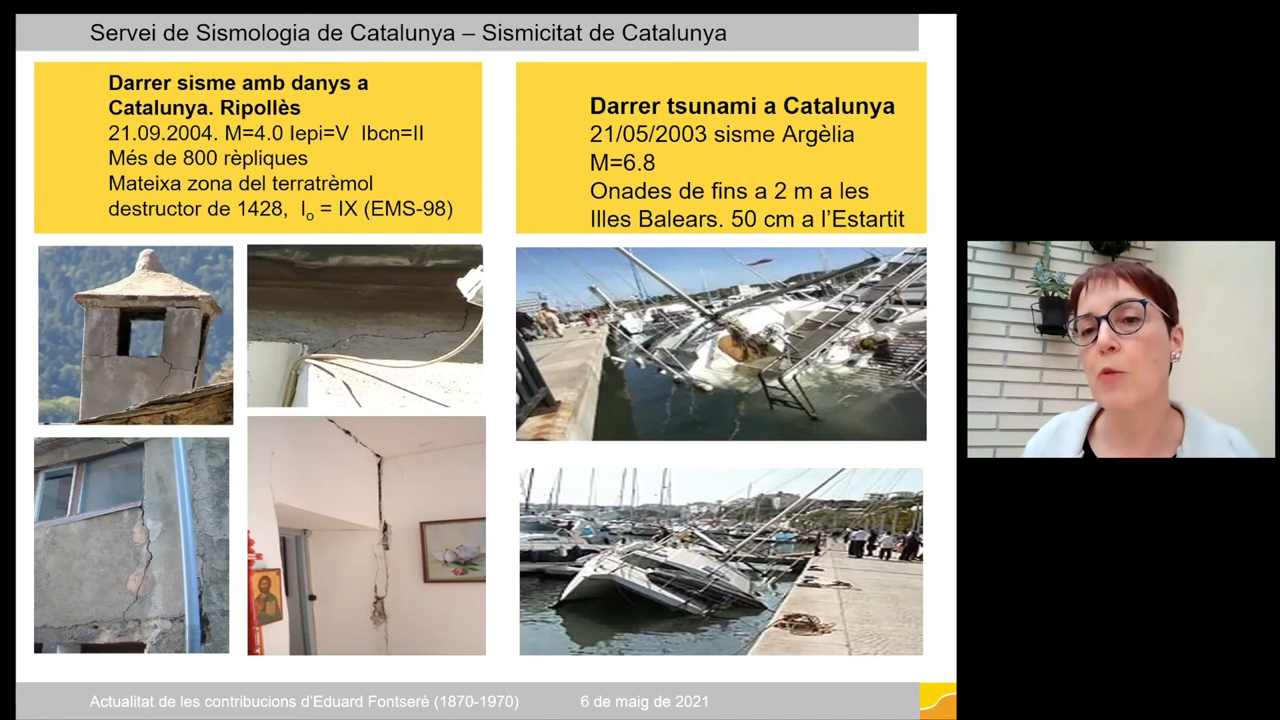 Servei de Sismologia de Catalunya – Sismicitat de Catalunya
Darrer sisme amb danys a
Catalunya. Ripollès
21.09.2004. M=4.0 Iepi=V Ibcn=II
Més de 800 rèpliques
Mateixa zona del terratrèmol
destructor de 1428, Io = IX (EMS-98)
Darrer tsunami a Catalunya
21/05/2003 sisme Argèlia
M=6.8
Onades de fins a 2 m a les
Illes Balears. 50 cm a l’Estartit
Actualitat de les contribucions d’Eduard Fontserè (1870-1970) 6 de maig de 2021